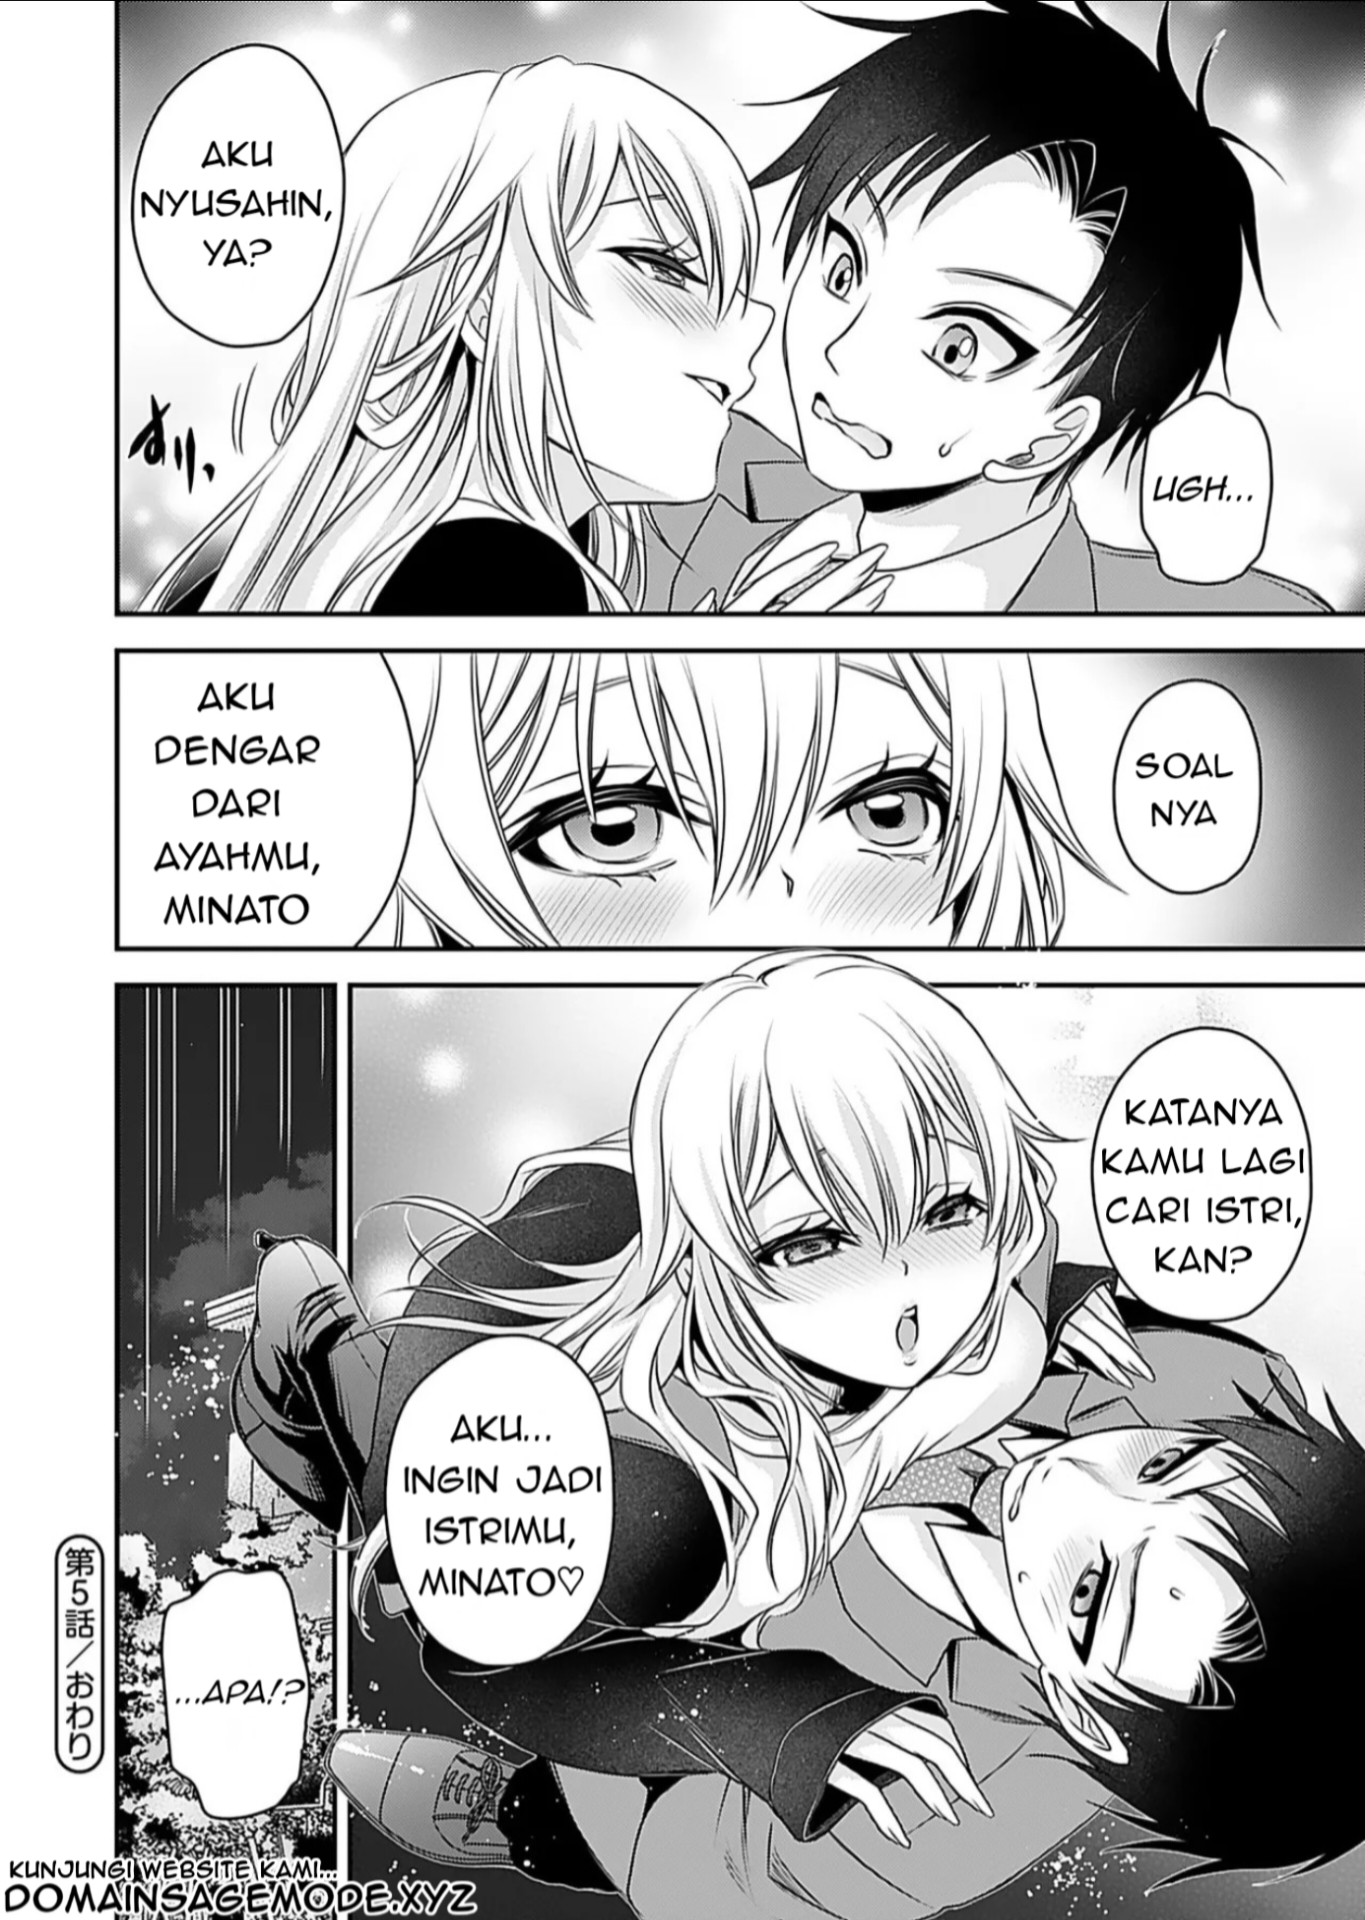 UGH...
AKU
NYUSAHIN,
YA?
すりっ
SOAL
NYA
AKU
DENGAR
DARI
AYAHMU,
MINATO
KATANYA
KAMU LAGI
CARI ISTRI,
KAN?
AKU...
INGIN JADI
ISTRIMU,
MINATO♡
...APA!?
第5話／おわり
KUNJUNGI WEBSITE KAMI...
DOMAINSAGEMODE.XYZ